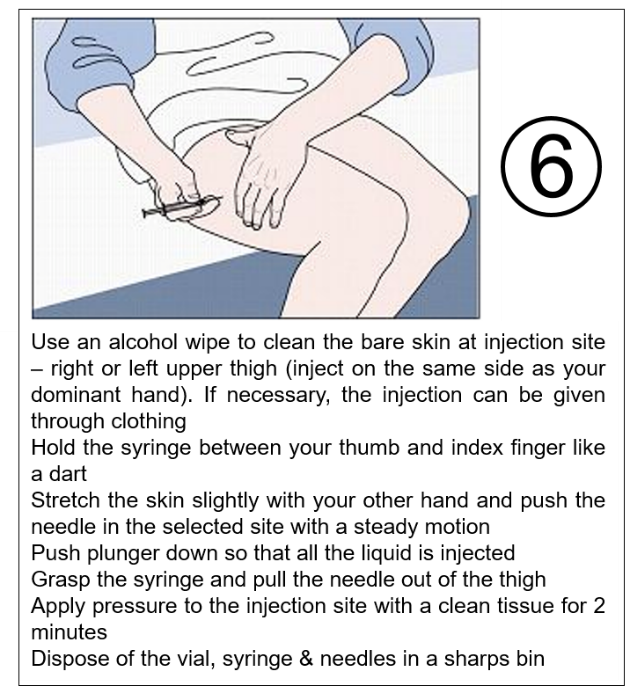 6
Use an alcohol wipe to clean the bare skin at injection site
– right or left upper thigh (inject on the same side as your
dominant hand). If necessary, the injection can be given
through clothing
Hold the syringe between your thumb and index finger like
a dart
Stretch the skin slightly with your other hand and push the
needle in the selected site with a steady motion
Push plunger down so that all the liquid is injected
Grasp the syringe and pull the needle out of the thigh
Apply pressure to the injection site with a clean tissue for 2
minutes
Dispose of the vial, syringe & needles in a sharps bin